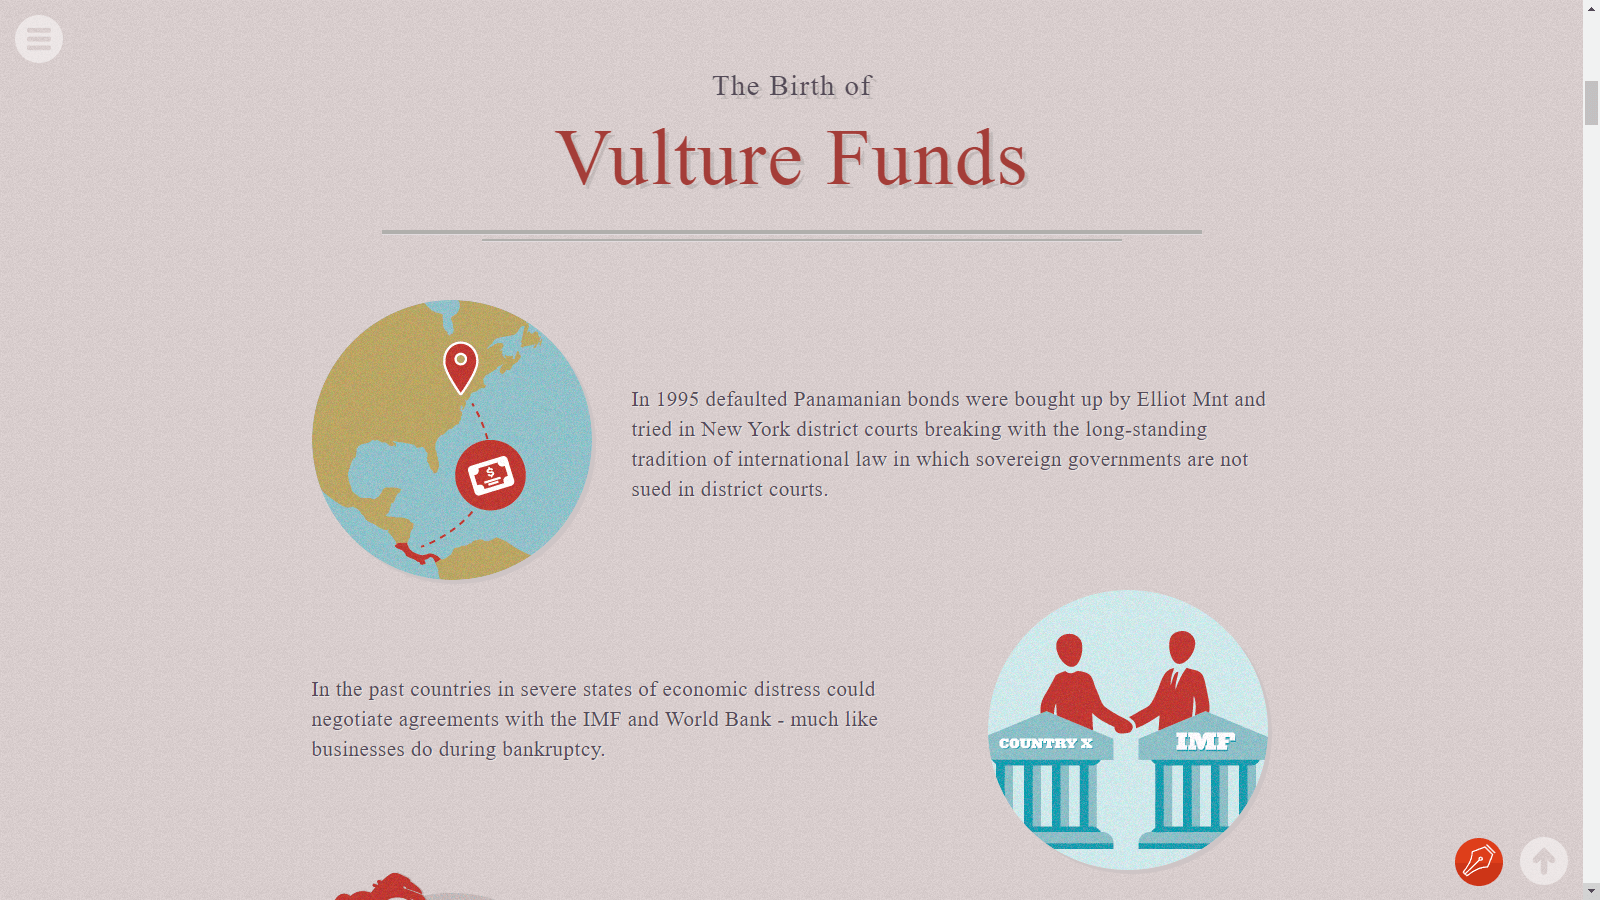 The Birth of
Vulture Funds
In 1995 defaulted Panamanian bonds were bought up by Elliot Mnt and
tried in New York district courts breaking with the long-standing
tradition of international law in which sovereign governments are not
sued in district courts.
In the past countries in severe states of economic distress could
negotiate agreements with the IMF and World Bank - much like
businesses do during bankruptcy.
COUNTRY X
IMF